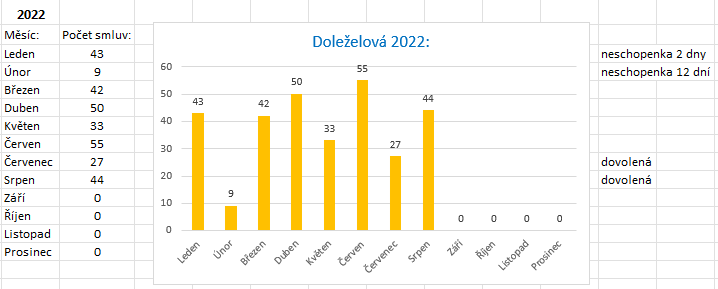 2022
Měsíc: Počet smluv:
Leden 43 neschopenka 2 dny
Únor 9 neschopenka 12 dní
Březen 42
Duben 50
Květen 33
Červen 55
Červenec 27 dovolená
Srpen 44 dovolená
Září 0
Říjen 0
Listopad 0
Prosinec 0
Doleželová 2022:
60
50
40
30
20
10
0
43 9 42 50 33 55 27 44 0 0 0 0
Leden Únor Březen Duben Květen Červen Červenec Srpen Září Říjen Listopad Prosinec